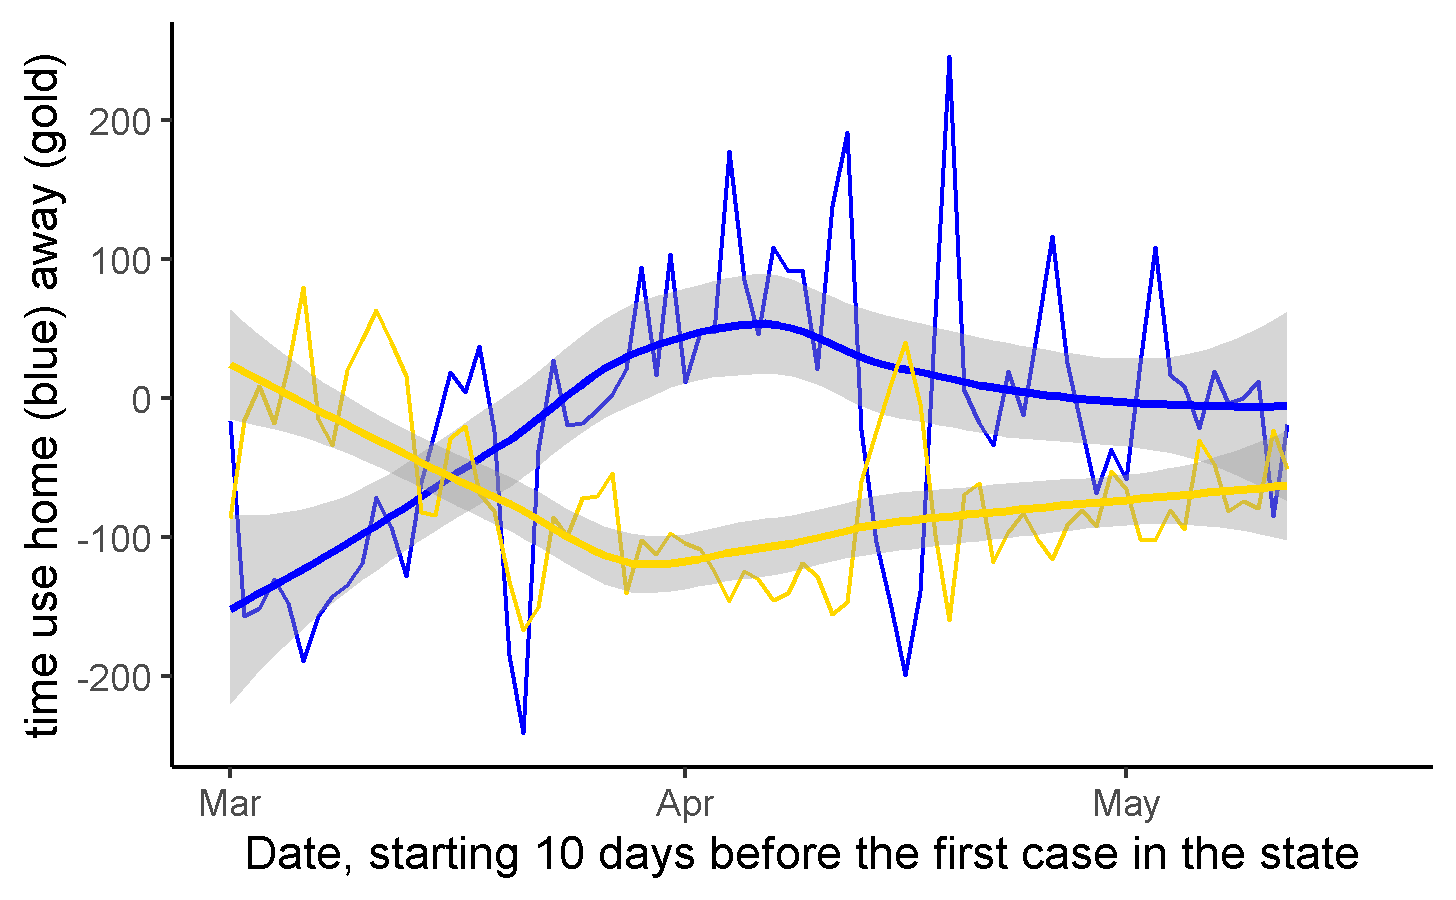 time use home (blue) away (gold)
200
100
0
-100
-200
Mar
Apr
May
Date, starting 10 days before the first case in the state